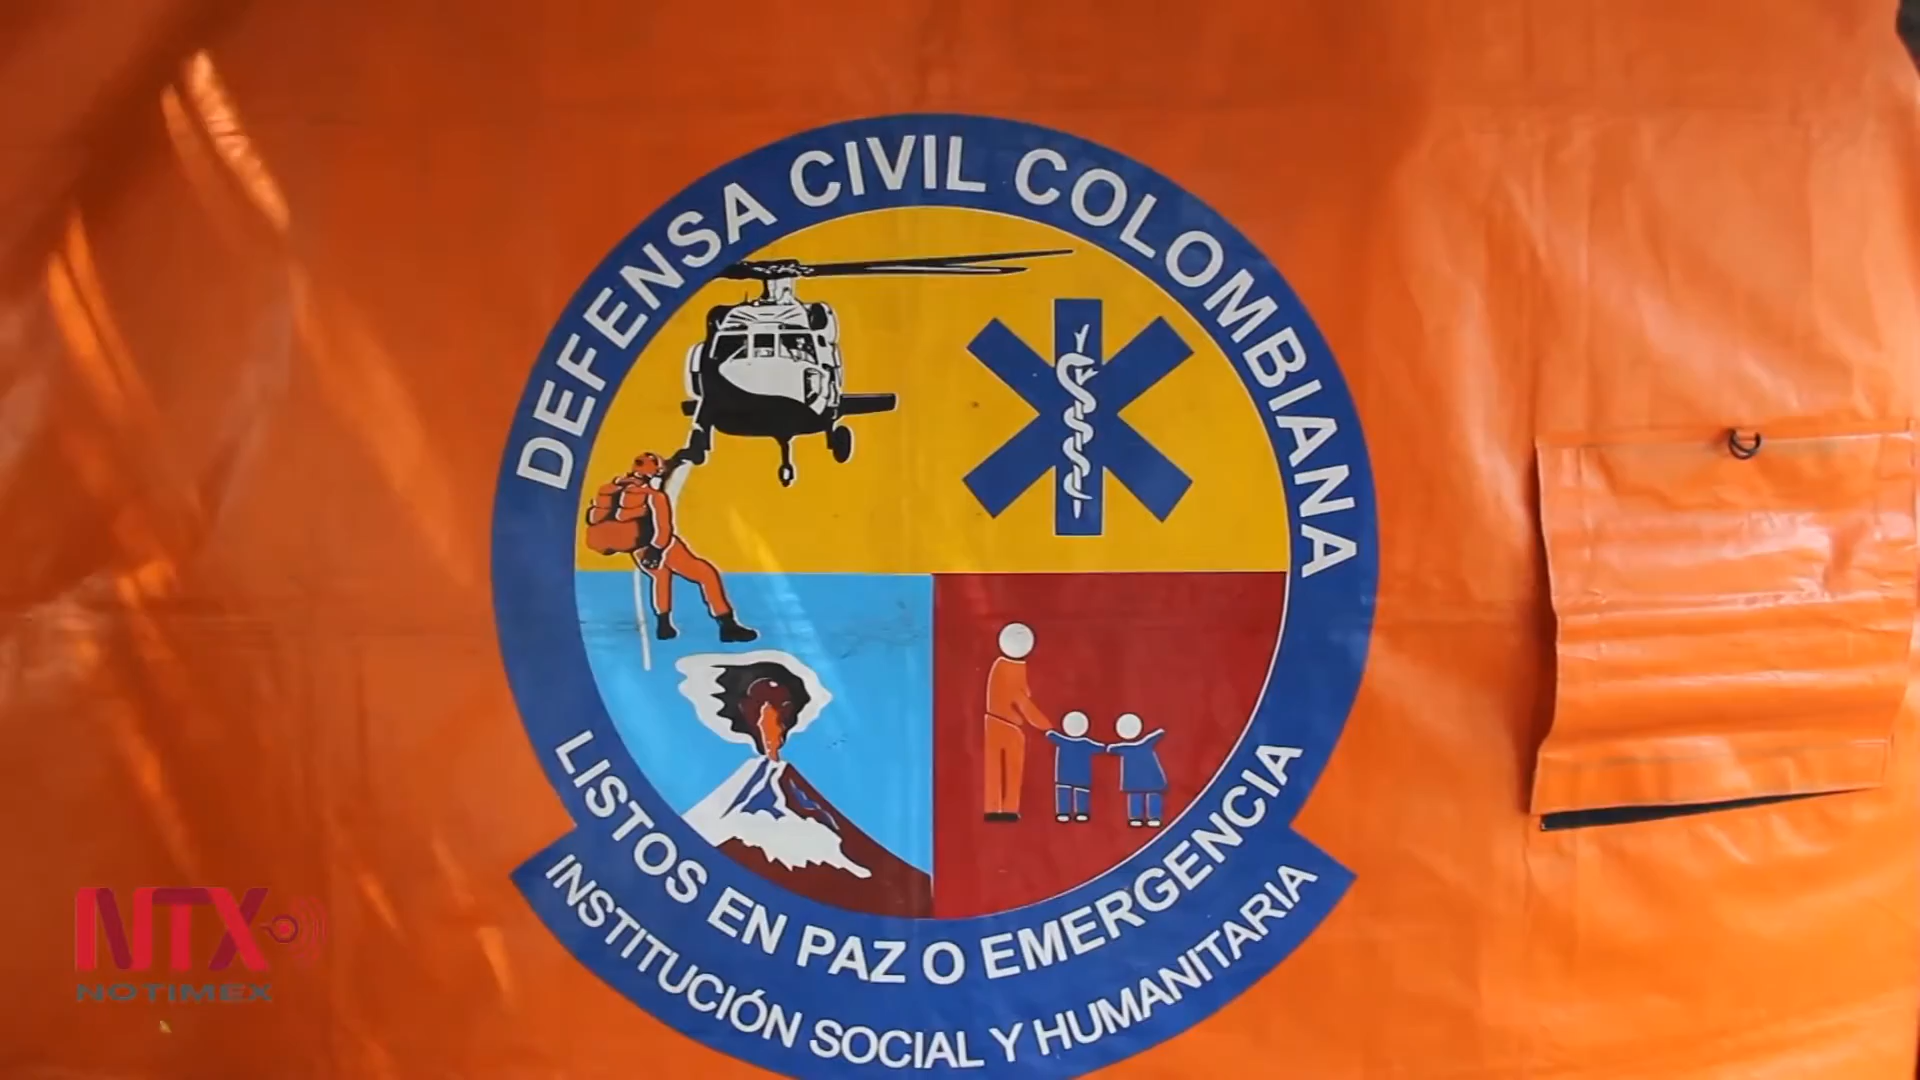 DEFENSA CIVIL COLOMBIANA
LISTOS EN PAZ O EMERGENCIA
INSTITUCIÓN SOCIAL Y HUMANITARIA
NTX
NOTIMEX